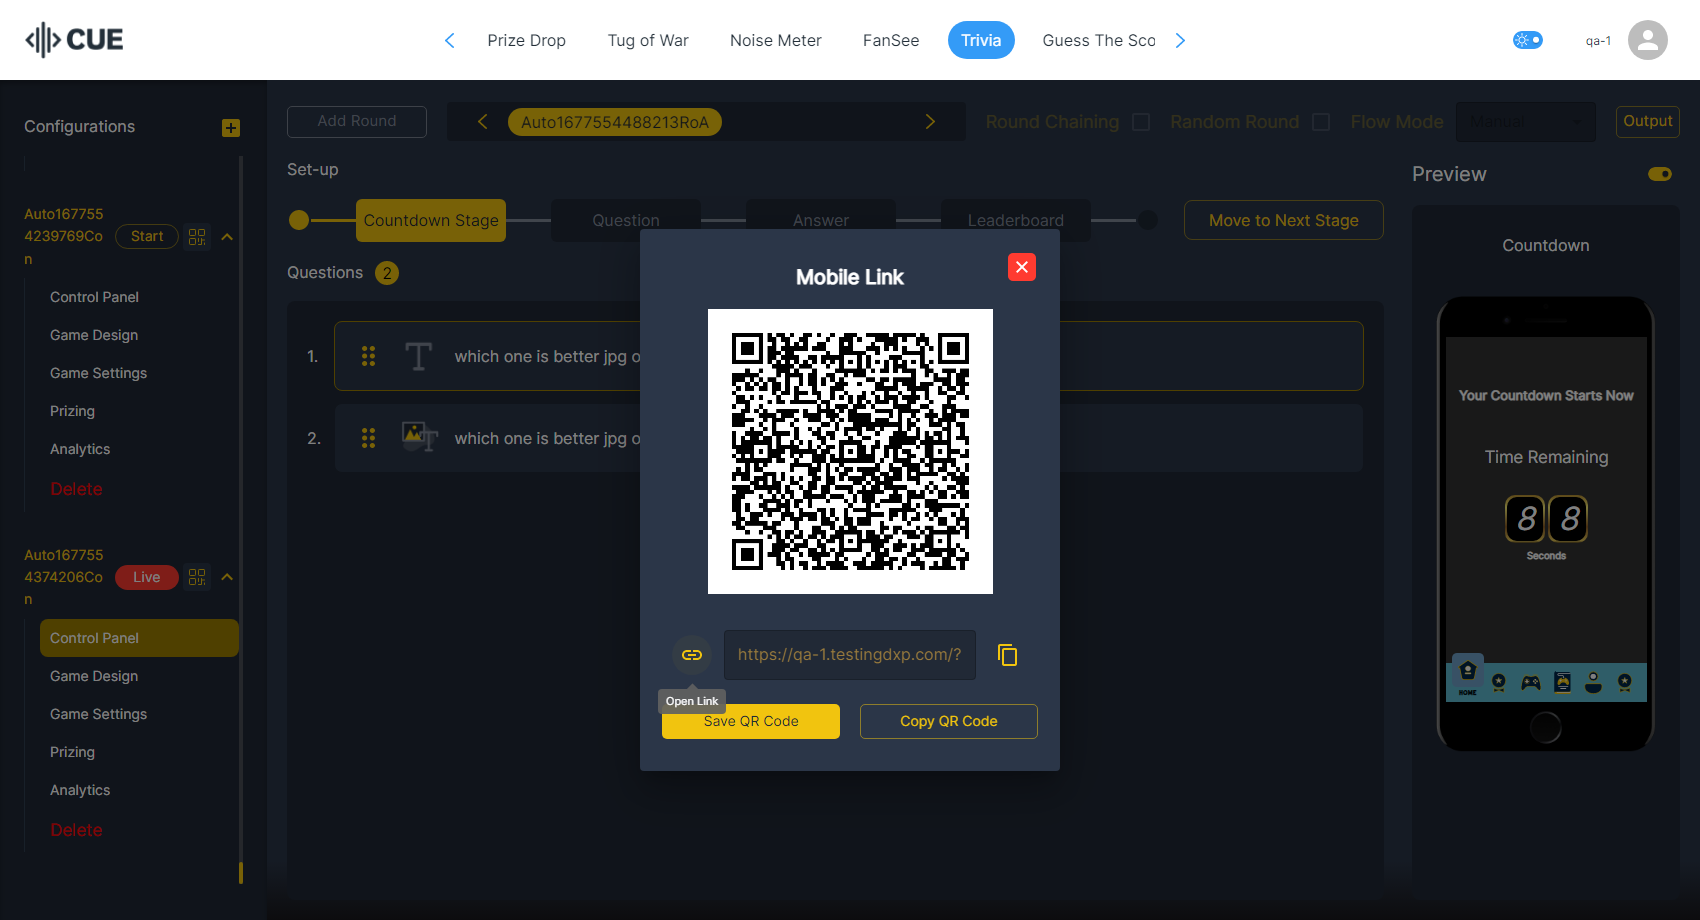 CUE
Prize Drop
Tug of War
Noise Meter
FanSee
Trivia
Guess The Sco
qa-1
Configurations
Auto167755
4239769Co
n
Start
Control Panel
Game Design
Game Settings
Prizing
Analytics
Delete
Auto167755
4374206Co
n
Live
Control Panel
Game Design
Game Settings
Prizing
Analytics
Delete
Add Round
Auto1677554488213RoA
Round Chaining
Random Round
Flow Mode
Manual
Output
Set-up
Countdown Stage
Question
Answer
Leaderboard
Move to Next Stage
Questions 2
1. which one is better jpg o
2. which one is better jpg o
Mobile Link
https://qa-1.testingdxp.com/?
Open Link
Save QR Code
Copy QR Code
Preview
Countdown
Your Countdown Starts Now
Time Remaining
8 8
Seconds
HOME